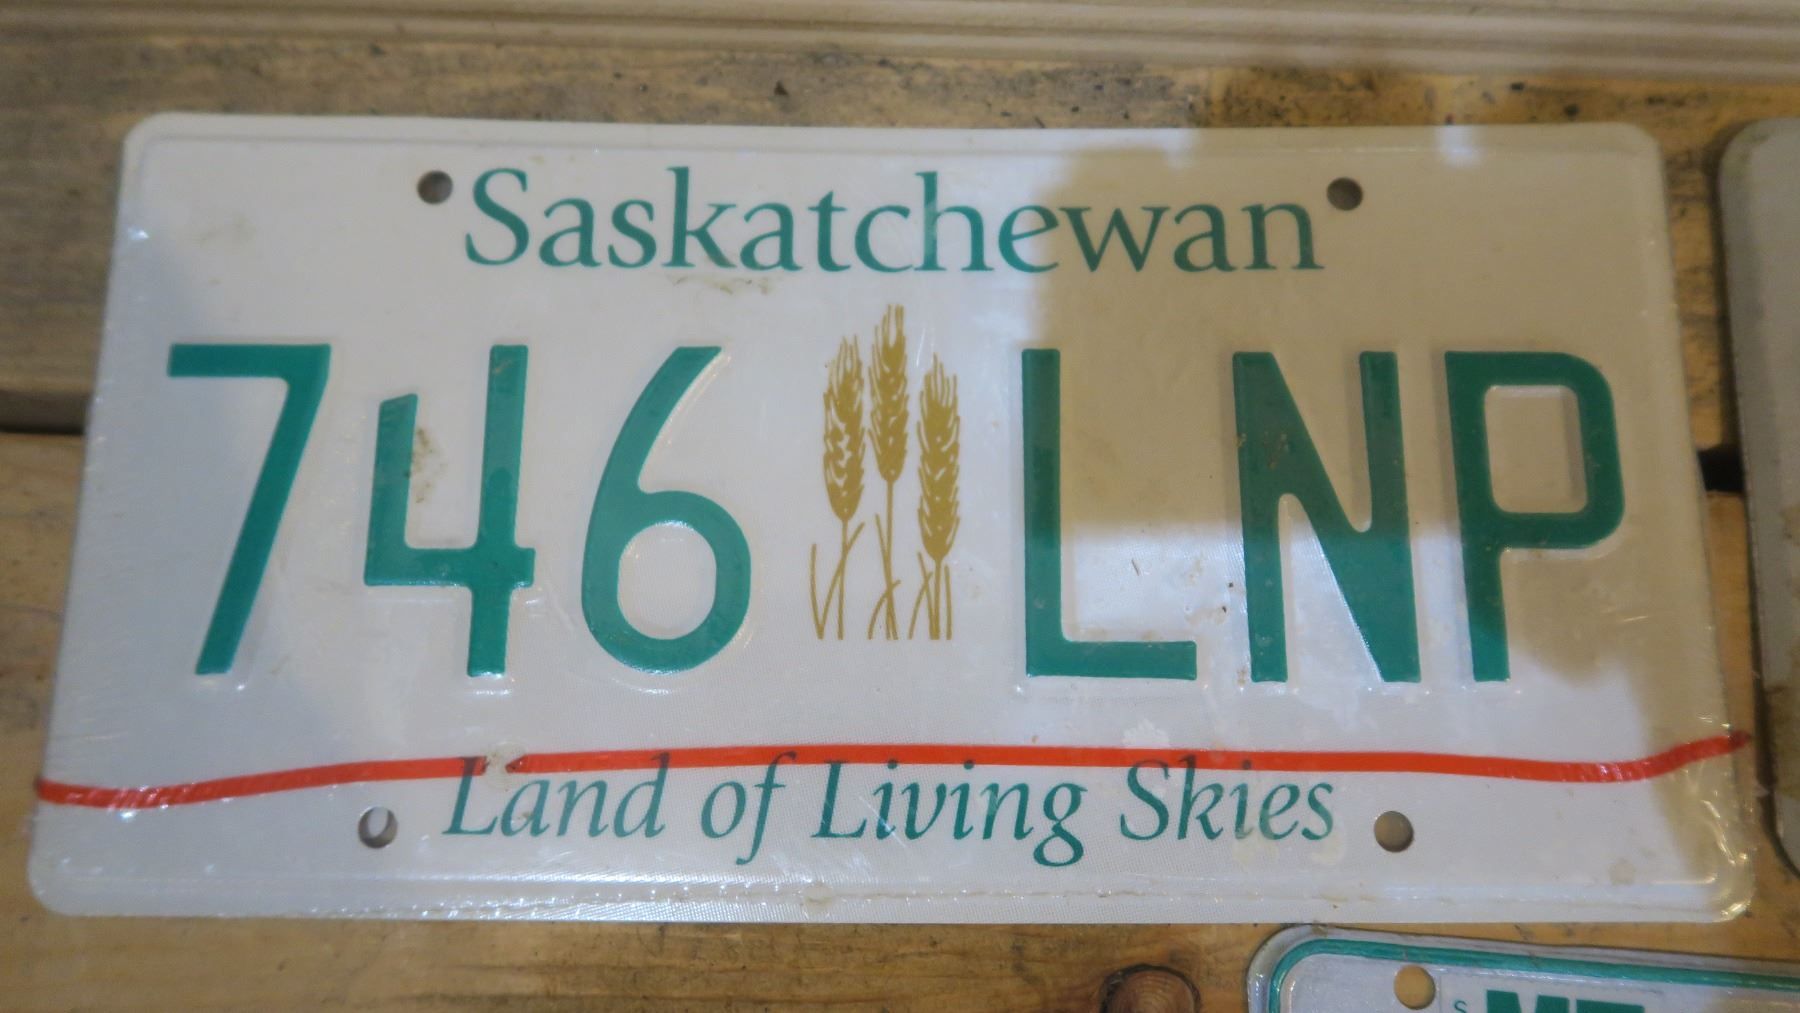 Saskatchewan
746 LNP
Land of Living Skies
S